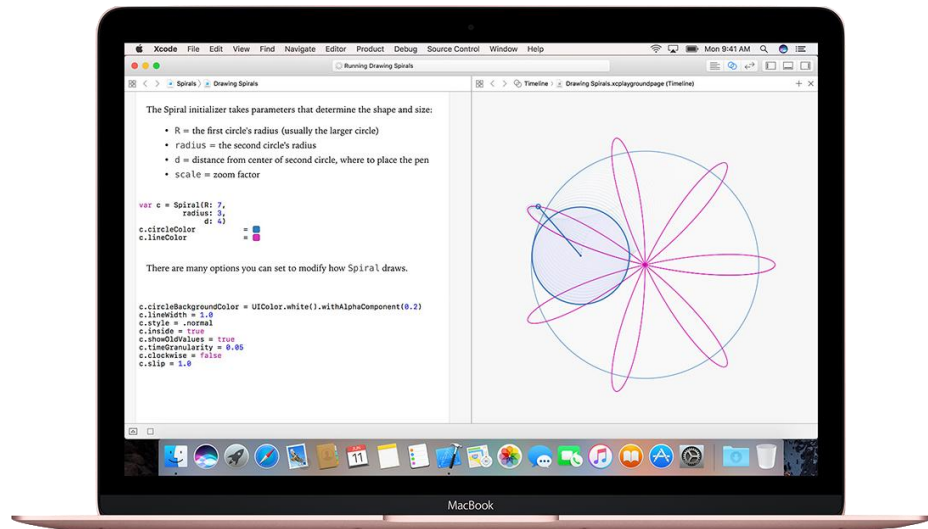 Xcode File Edit View Find Navigate Editor Product Debug Source Control Window Help Mon 9:41 AM
Running Drawing Spirals
Spirals Drawing Spirals
Timeline Drawing Spirals.xcplaygroundpage (Timeline)
The Spiral initializer takes parameters that determine the shape and size:
• R = the first circle's radius (usually the larger circle)
• radius = the second circle's radius
• d = distance from center of second circle, where to place the pen
• scale = zoom factor
var c = Spiral(R: 7,
radius: 3,
d: 4)
c.circleColor =
c.lineColor =
There are many options you can set to modify how Spiral draws.
c.circleBackgroundColor = UIColor.white().withAlphaComponent(0.2)
c.lineWidth = 1.0
c.style = .normal
c.inside = true
c.showOldValues = true
c.timeGranularity = 0.05
c.clockwise = false
c.slip = 1.0
11
MacBook